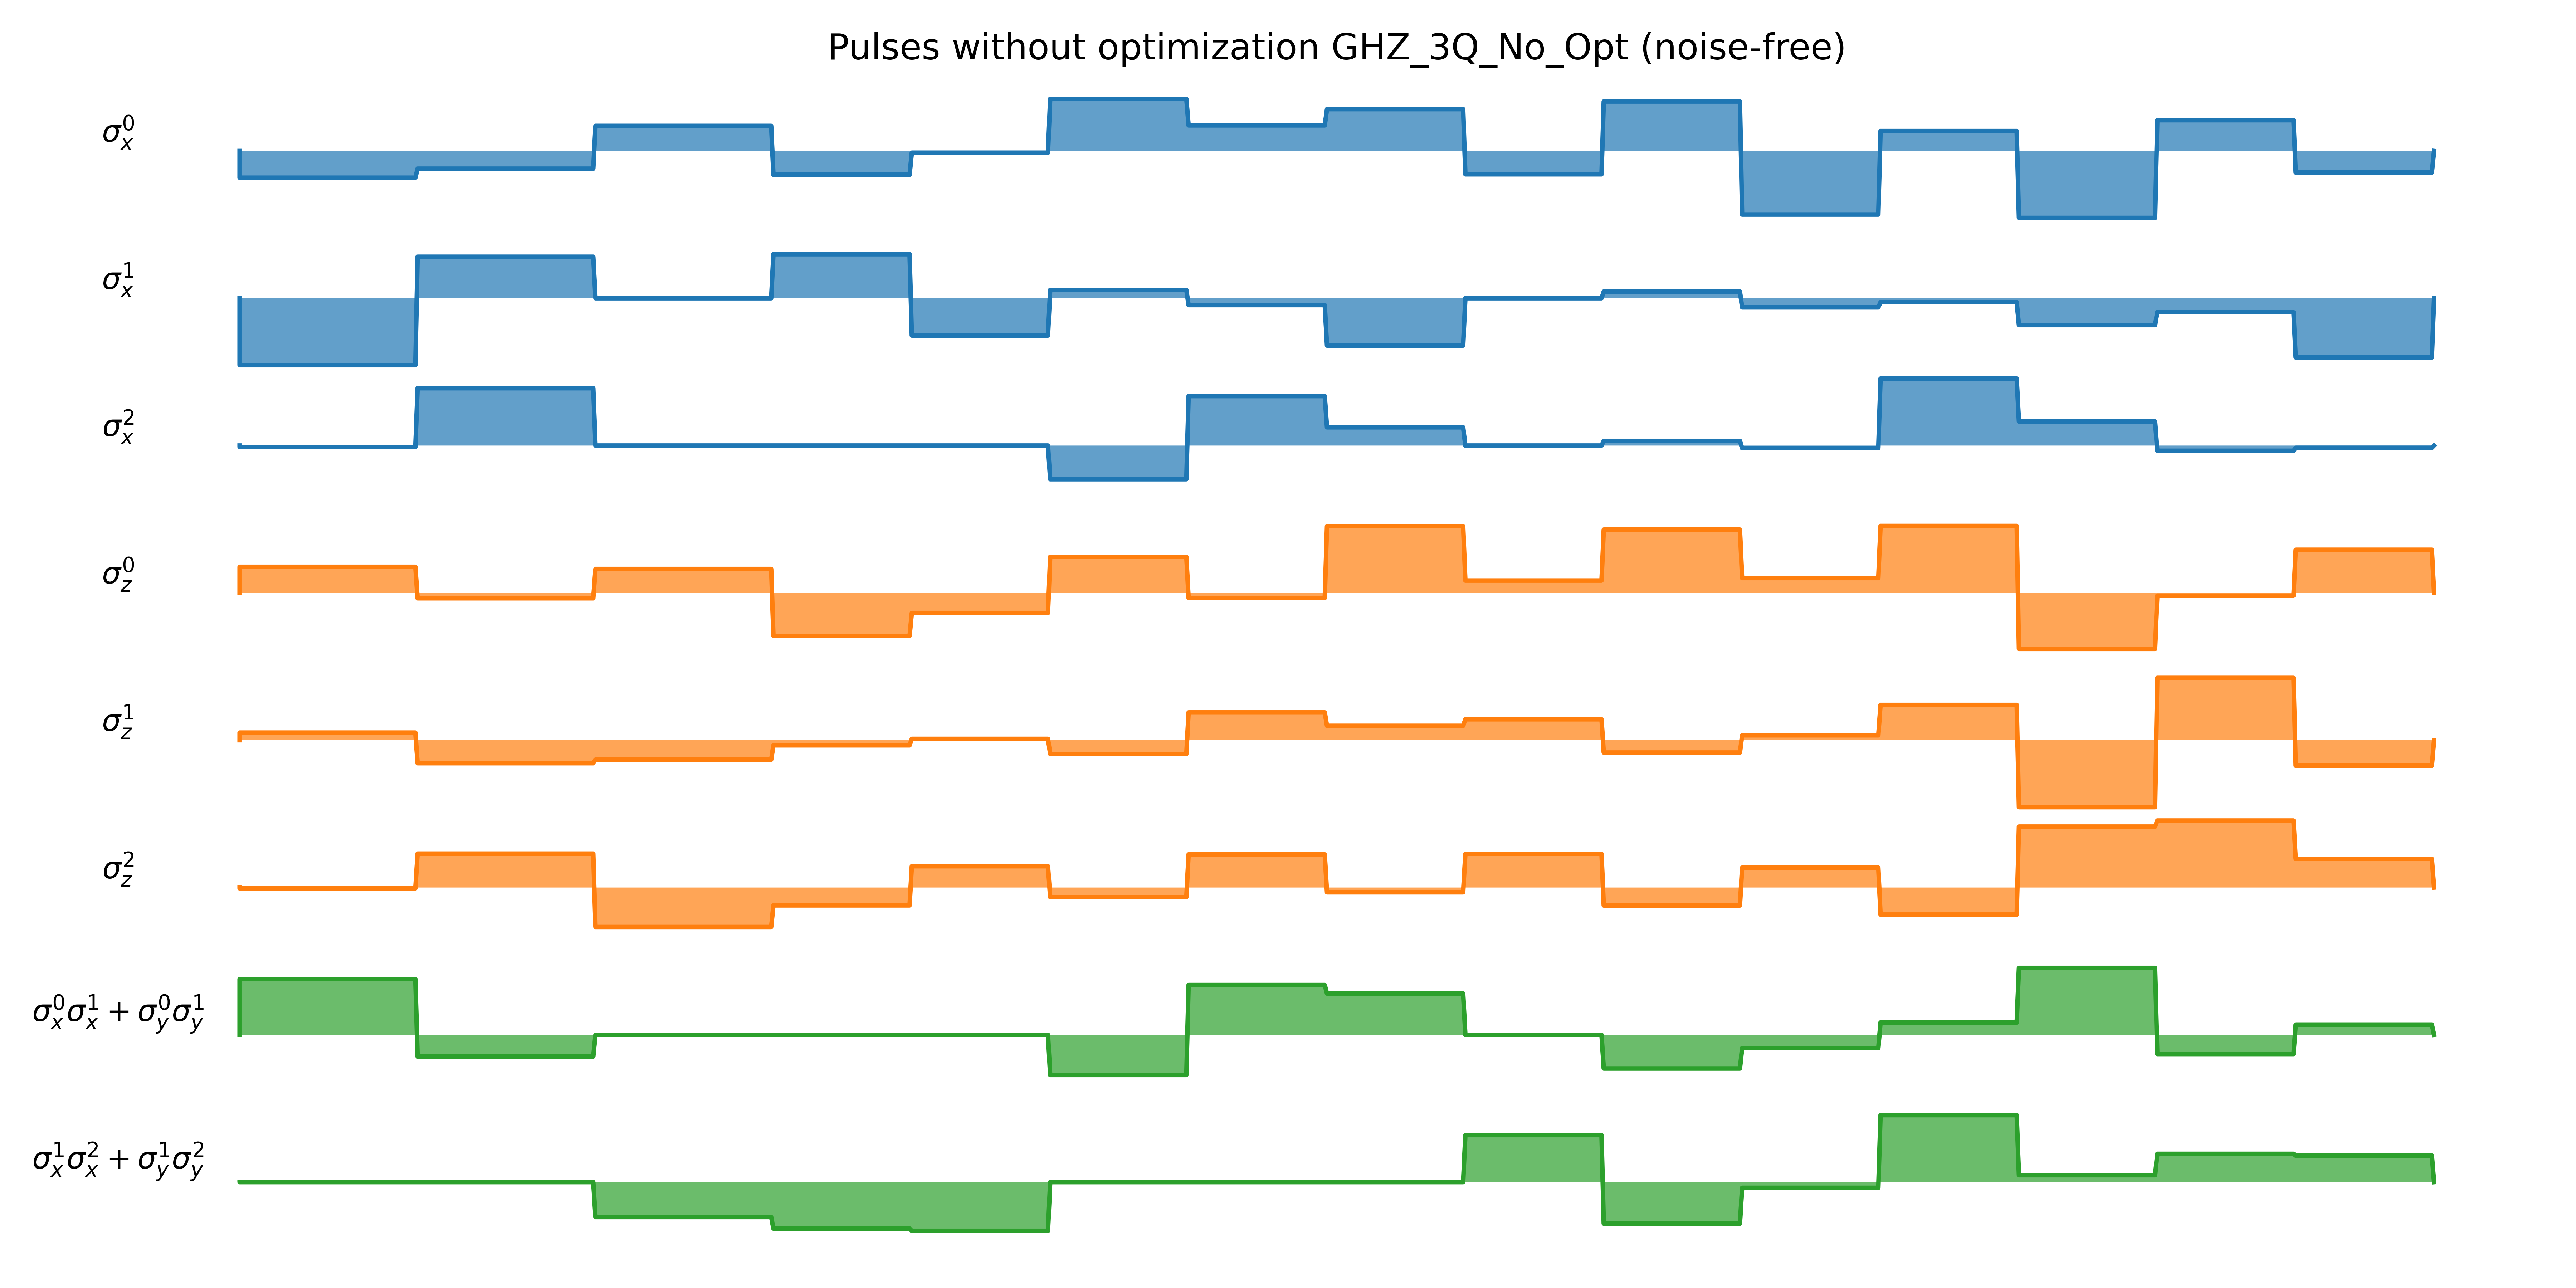 Pulses without optimization GHZ_3Q_No_Opt (noise-free)
σ_x^0
σ_x^1
σ_x^2
σ_z^0
σ_z^1
σ_z^2
σ_x^0σ_x^1 + σ_y^0σ_y^1
σ_x^1σ_x^2 + σ_y^1σ_y^2